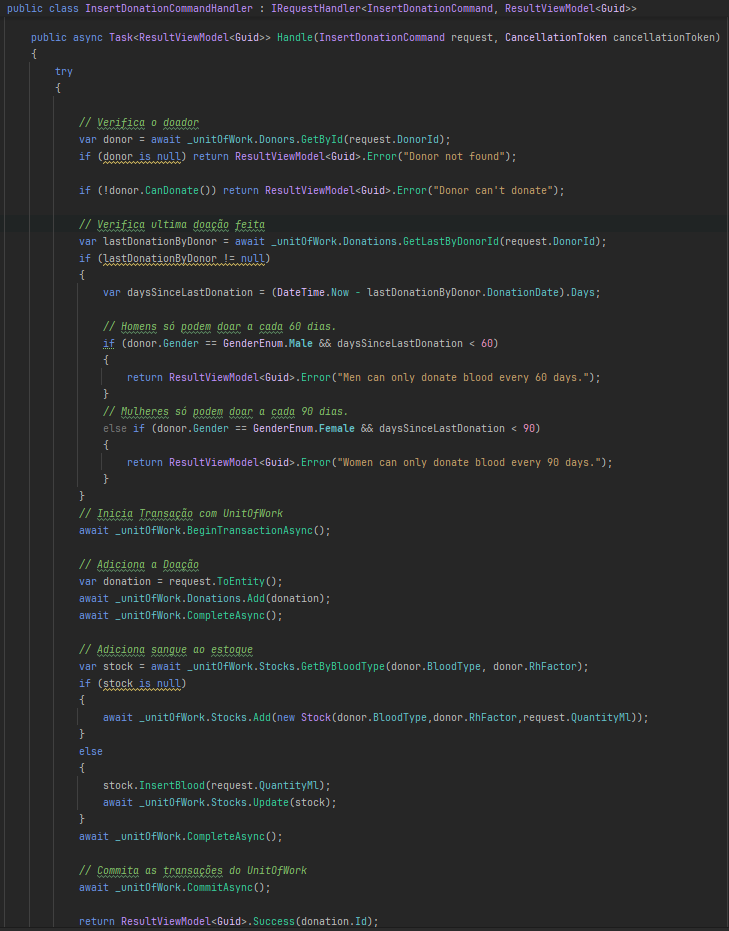 public class InsertDonationCommandHandler : IRequestHandler<InsertDonationCommand, ResultViewModel<Guid>>
public async Task<ResultViewModel<Guid>> Handle(InsertDonationCommand request, CancellationToken cancellationToken)
{
try
{
// Verifica o doador
var donor = await _unitOfWork.Donors.GetById(request.DonorId);
if (donor is null) return ResultViewModel<Guid>.Error("Donor not found");
if (!donor.CanDonate()) return ResultViewModel<Guid>.Error("Donor can't donate");
// Verifica ultima doação feita
var lastDonationByDonor = await _unitOfWork.Donations.GetLastByDonorId(request.DonorId);
if (lastDonationByDonor != null)
{
var daysSinceLastDonation = (DateTime.Now - lastDonationByDonor.DonationDate).Days;
// Homens só podem doar a cada 60 dias.
if (donor.Gender == GenderEnum.Male && daysSinceLastDonation < 60)
{
return ResultViewModel<Guid>.Error("Men can only donate blood every 60 days.");
}
// Mulheres só podem doar a cada 90 dias.
else if (donor.Gender == GenderEnum.Female && daysSinceLastDonation < 90)
{
return ResultViewModel<Guid>.Error("Women can only donate blood every 90 days.");
}
}
// Inicia Transação com UnitOfWork
await _unitOfWork.BeginTransactionAsync();
// Adiciona a Doação
var donation = request.ToEntity();
await _unitOfWork.Donations.Add(donation);
await _unitOfWork.CompleteAsync();
// Adiciona sangue ao estoque
var stock = await _unitOfWork.Stocks.GetByBloodType(donor.BloodType, donor.RhFactor);
if (stock is null)
{
await _unitOfWork.Stocks.Add(new Stock(donor.BloodType,donor.RhFactor,request.QuantityMl));
}
else
{
stock.InsertBlood(request.QuantityMl);
await _unitOfWork.Stocks.Update(stock);
}
await _unitOfWork.CompleteAsync();
// Commita as transações do UnitOfWork
await _unitOfWork.CommitAsync();
return ResultViewModel<Guid>.Success(donation.Id);